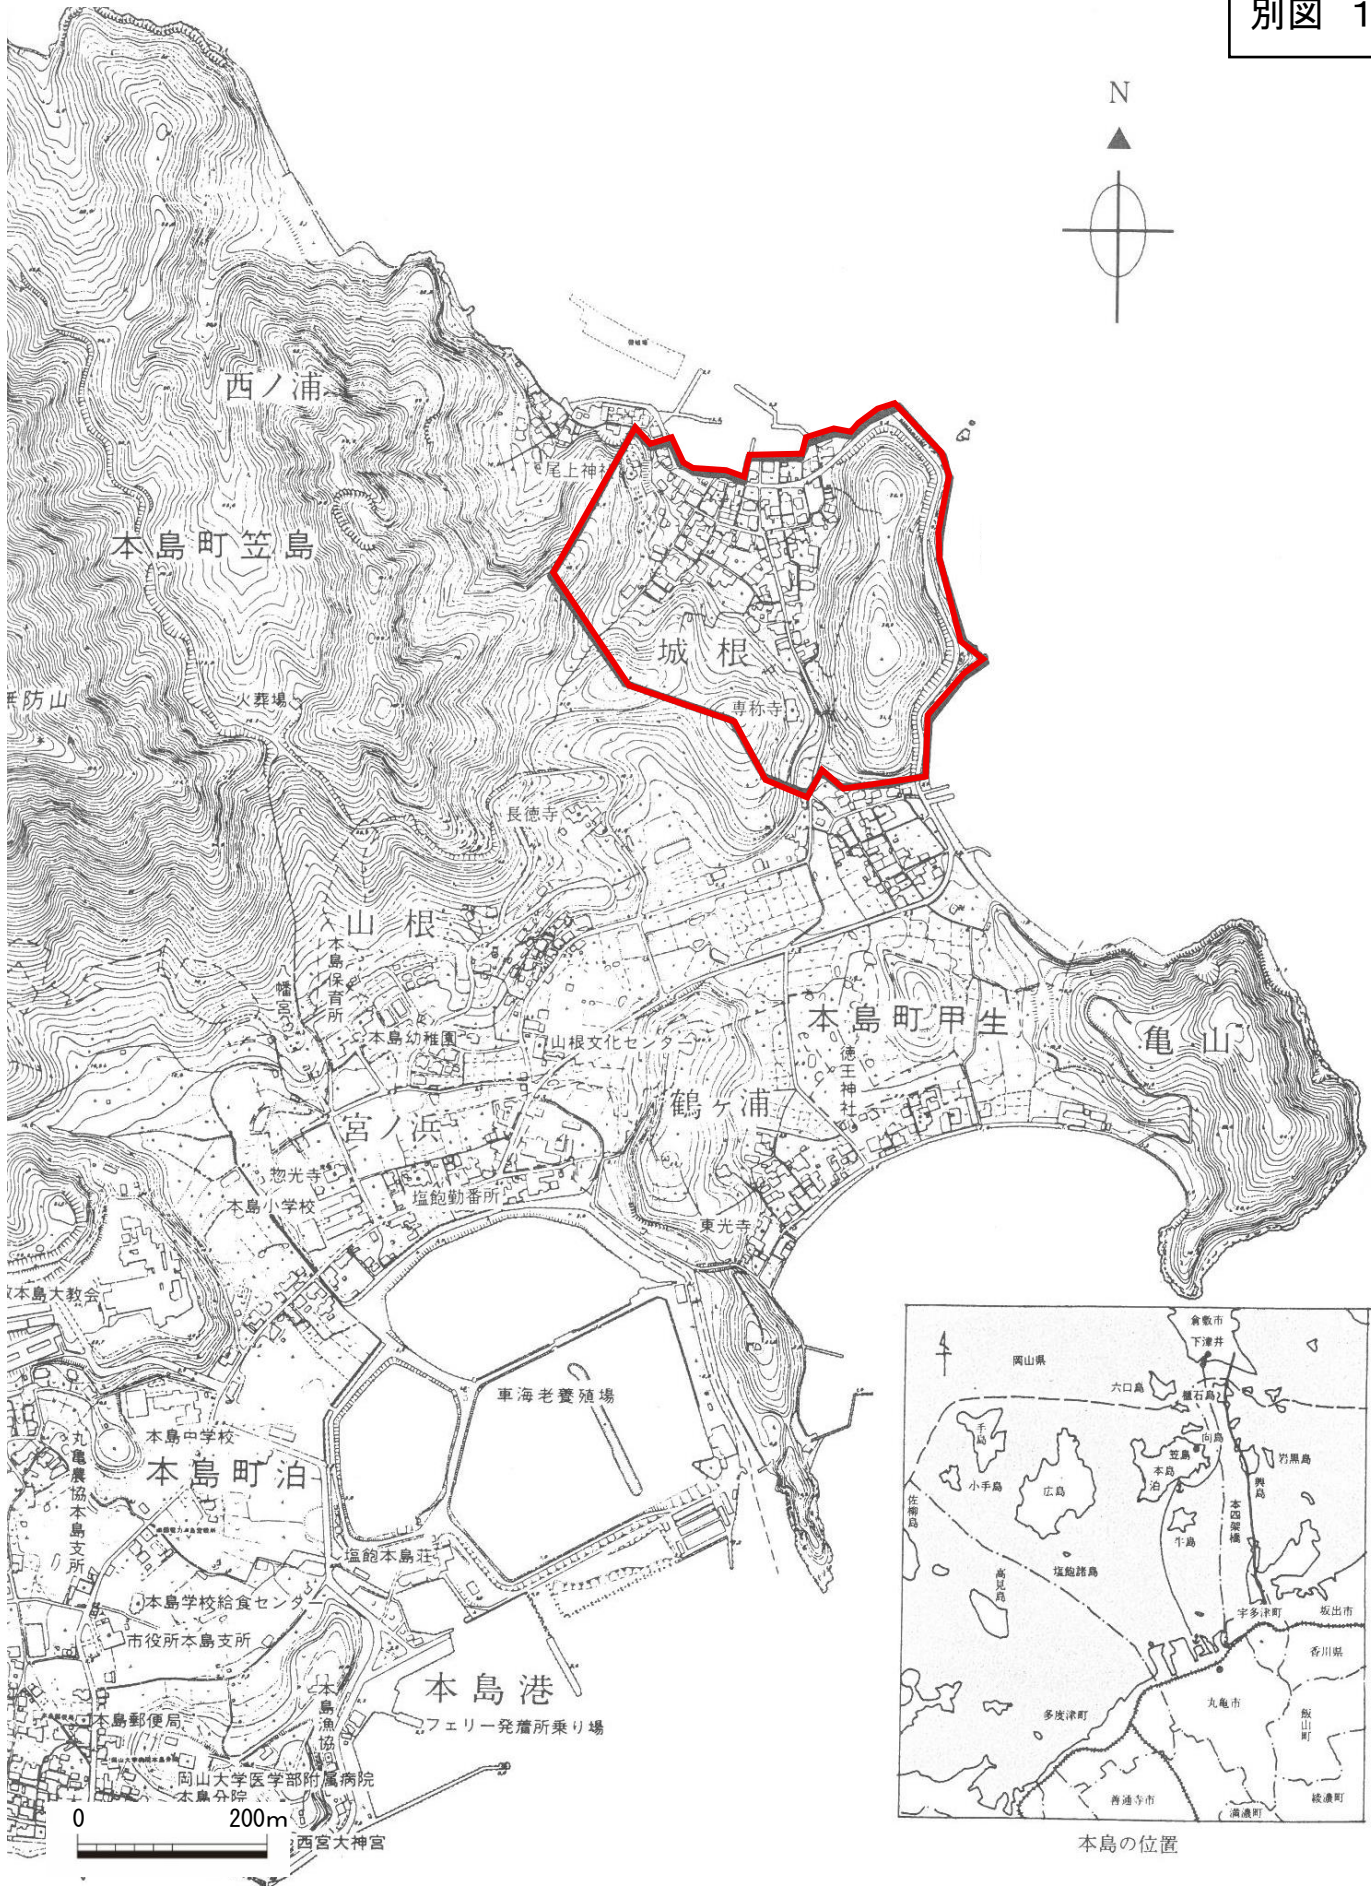 別図 1
N
西ノ浦
尾上神社
本島町笠島
城根
専称寺
火葬場
長徳寺
山根
本島保育所
八幡宮
本島幼稚園
山根文化センター
本島町甲生
徳玉神社
亀山
鶴ヶ浦
宮ノ浜
惣光寺
塩飽勤番所
本島小学校
東光寺
本島大教会
車海老養殖場
本島中学校
本島町泊
丸亀農協本島支所
塩飽本島荘
本島学校給食センター
市役所本島支所
本島港
フェリー発着所乗り場
本島漁協
本島郵便局
岡山大学医学部附属病院
本島分院
西宮大神宮
0 200m
倉敷市
下津井
岡山県
六口島
櫃石島
手島
向島
笠島
本島
泊
岩黒島
小手島
広島
与島
佐柳島
牛島
本四架橋
塩飽諸島
高見島
宇多津町
坂出市
香川県
丸亀市
多度津町
飯山町
善通寺市
満濃町
綾濃町
本島の位置